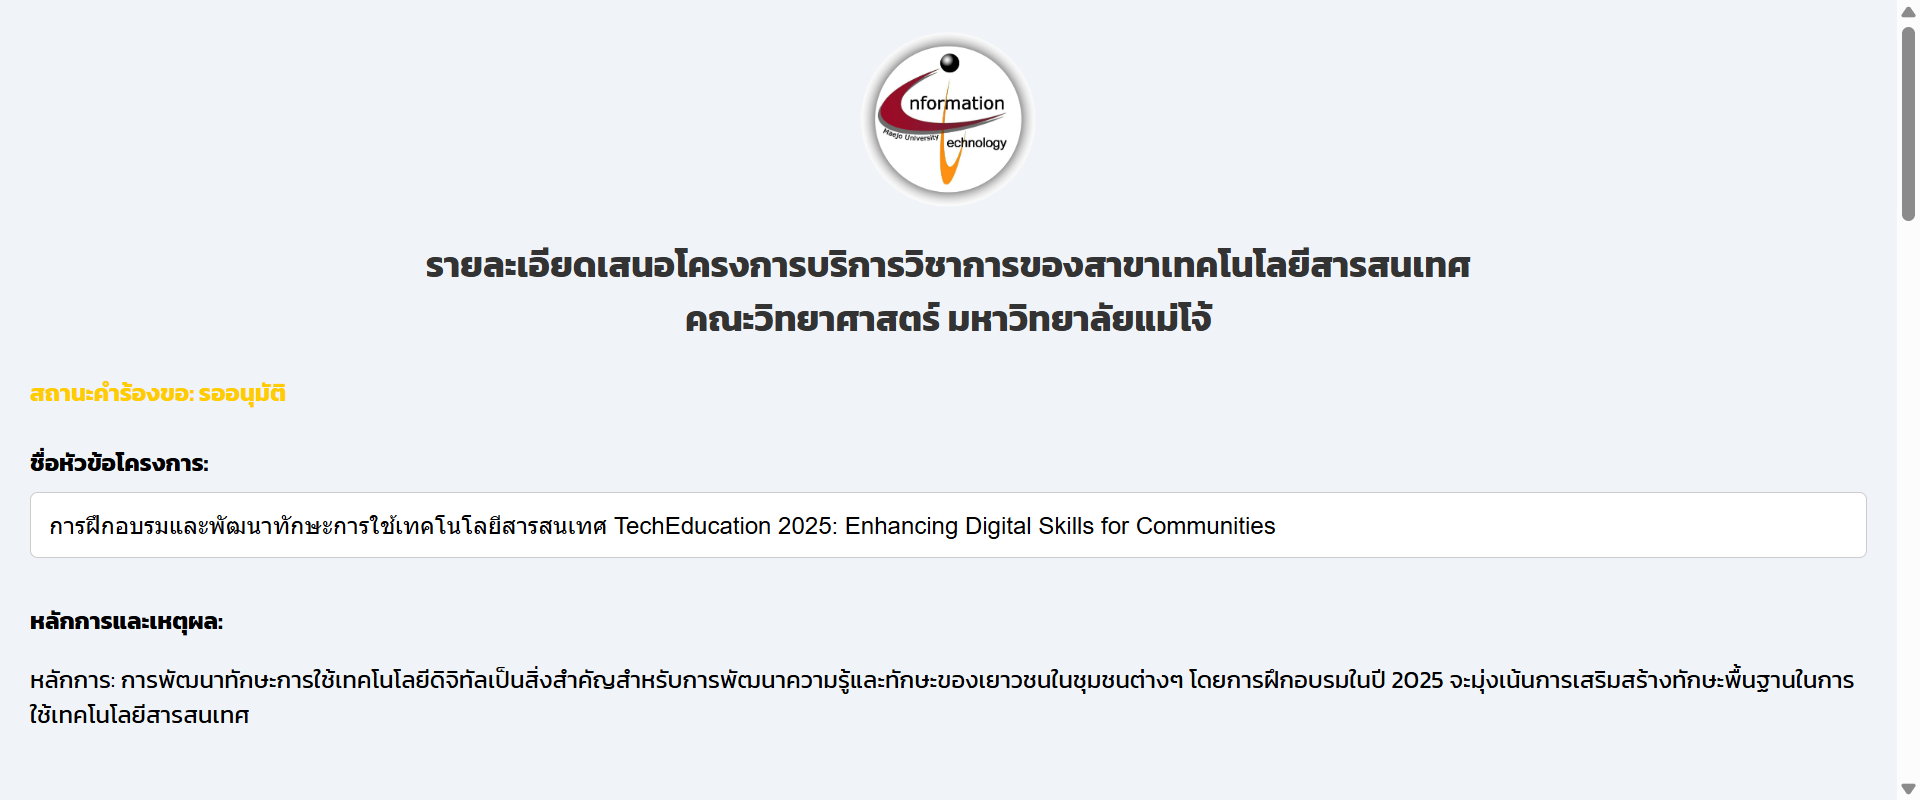 nformation
Maejo University
echnology
รายละเอียดเสนอโครงการบริการวิชาการของสาขาเทคโนโลยีสารสนเทศ
คณะวิทยาศาสตร์ มหาวิทยาลัยแม่โจ้
สถานะคำร้องขอ: รออนุมัติ
ชื่อหัวข้อโครงการ:
การฝึกอบรมและพัฒนาทักษะการใช้เทคโนโลยีสารสนเทศ TechEducation 2025: Enhancing Digital Skills for Communities
หลักการและเหตุผล:
หลักการ: การพัฒนาทักษะการใช้เทคโนโลยีดิจิทัลเป็นสิ่งสำคัญสำหรับการพัฒนาความรู้และทักษะของเยาวชนในชุมชนต่างๆ โดยการฝึกอบรมในปี 2025 จะมุ่งเน้นการเสริมสร้างทักษะพื้นฐานในการ
ใช้เทคโนโลยีสารสนเทศ